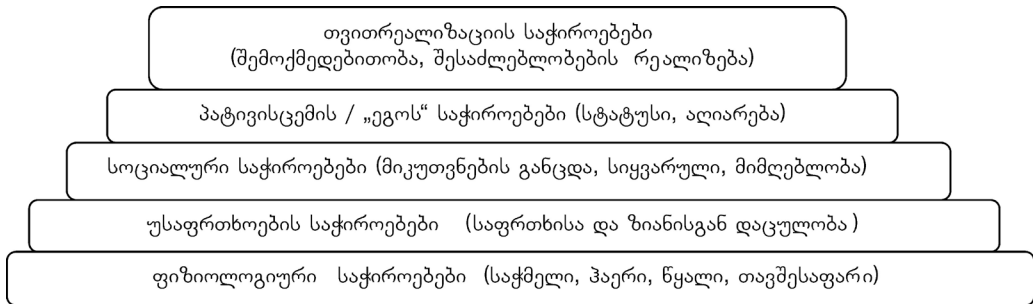 თვითრეალიზაციის საჭიროებები
(შემოქმედებითობა, შესაძლებლობების რეალიზება)
პატივისცემის / „ეგოს“ საჭიროებები (სტატუსი, აღიარება)
სოციალური საჭიროებები (მიკუთვნების განცდა, სიყვარული, მიმღებლობა)
უსაფრთხოების საჭიროებები (საფრთხისა და ზიანისგან დაცულობა )
ფიზიოლოგიური საჭიროებები (საჭმელი, ჰაერი, წყალი, თავშესაფარი)